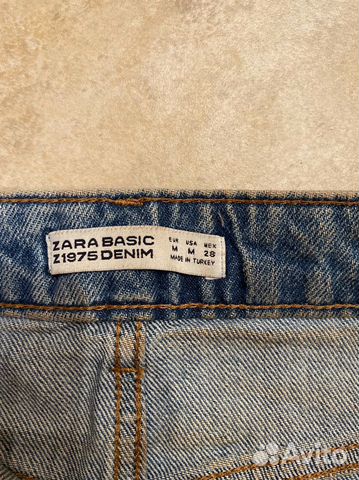 ZARA BASIC
Z1975 DENIM
EUR USA MEX
M M 28
MADE IN TURKEY
Avito